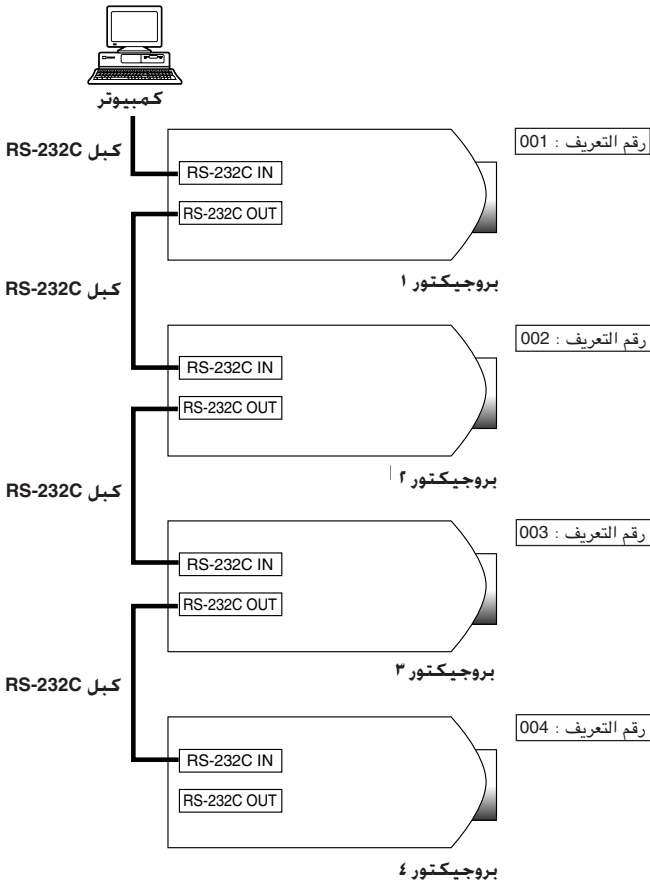 كمبيوتر
كبل RS-232C
RS-232C IN
RS-232C OUT
رقم التعريف : 001
بروجيكتور ١
كبل RS-232C
RS-232C IN
RS-232C OUT
رقم التعريف : 002
بروجيكتور ٢
كبل RS-232C
RS-232C IN
RS-232C OUT
رقم التعريف : 003
بروجيكتور ٣
كبل RS-232C
RS-232C IN
RS-232C OUT
رقم التعريف : 004
بروجيكتور ٤